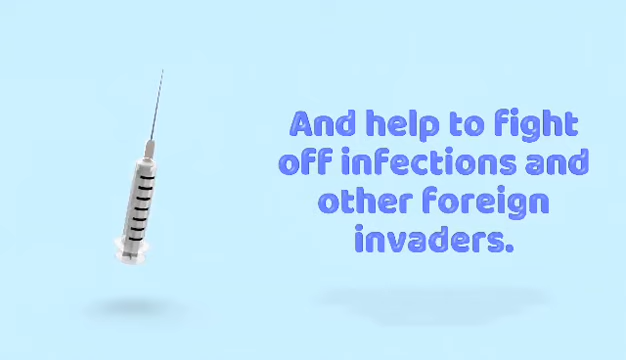 And help to fight
off infections and
other foreign
invaders.